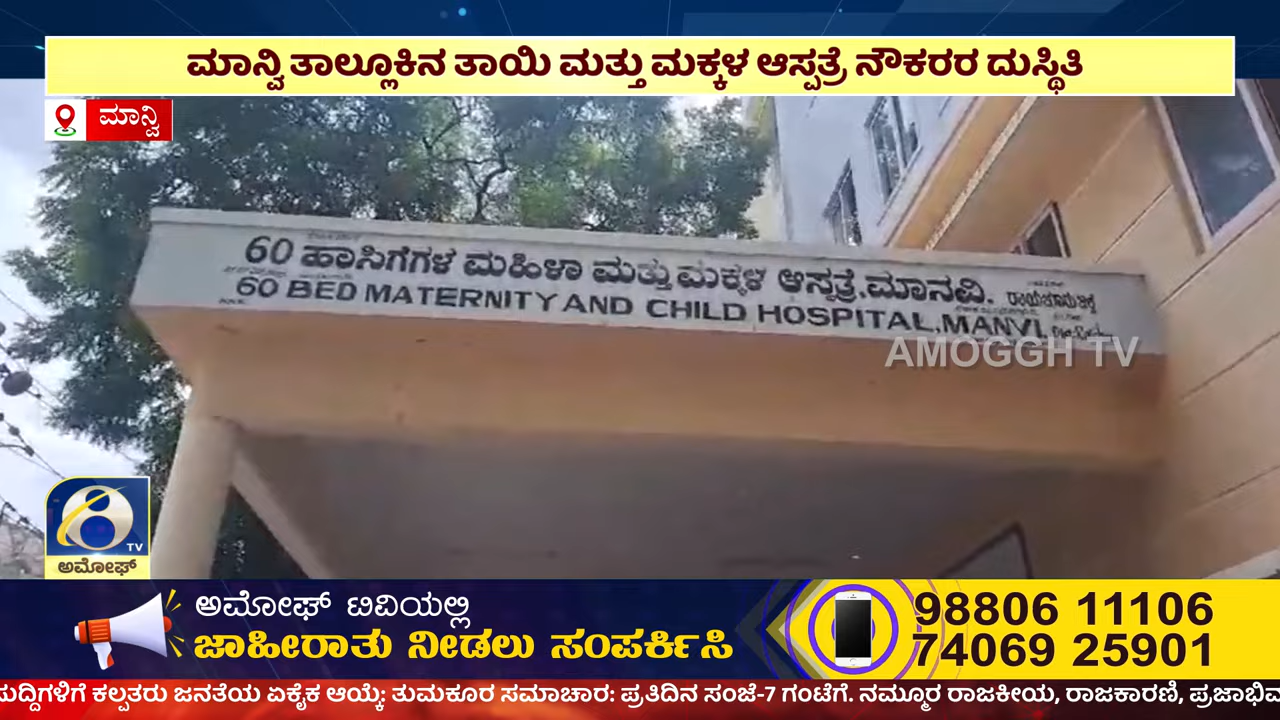 ಮಾನ್ವಿ ತಾಲ್ಲೂಕಿನ ತಾಯಿ ಮತ್ತು ಮಕ್ಕಳ ಆಸ್ಪತ್ರೆ ನೌಕರರ ದುಸ್ಥಿತಿ
ಮಾನ್ವಿ
60 ಹಾಸಿಗೆಗಳ ಮಹಿಳಾ ಮತ್ತು ಮಕ್ಕಳ ಆಸ್ಪತ್ರೆ.ಮಾನವಿ.
60 BED MATERNITY AND CHILD HOSPITAL,MANVI.
AMOGGH TV
8 TV
ಅಮೋಘ್
ಅಮೋಘ್ ಟಿವಿಯಲ್ಲಿ
ಜಾಹೀರಾತು ನೀಡಲು ಸಂಪರ್ಕಿಸಿ
98806 11106
74069 25901
ಸುದ್ದಿಗಳಿಗೆ ಕಲ್ಪತರು ಜನತೆಯ ಏಕೈಕ ಆಯ್ಕೆ: ತುಮಕೂರ ಸಮಾಚಾರ: ಪ್ರತಿದಿನ ಸಂಜೆ-7 ಗಂಟೆಗೆ. ನಮ್ಮೂರ ರಾಜಕೀಯ, ರಾಜಕಾರಣಿ,